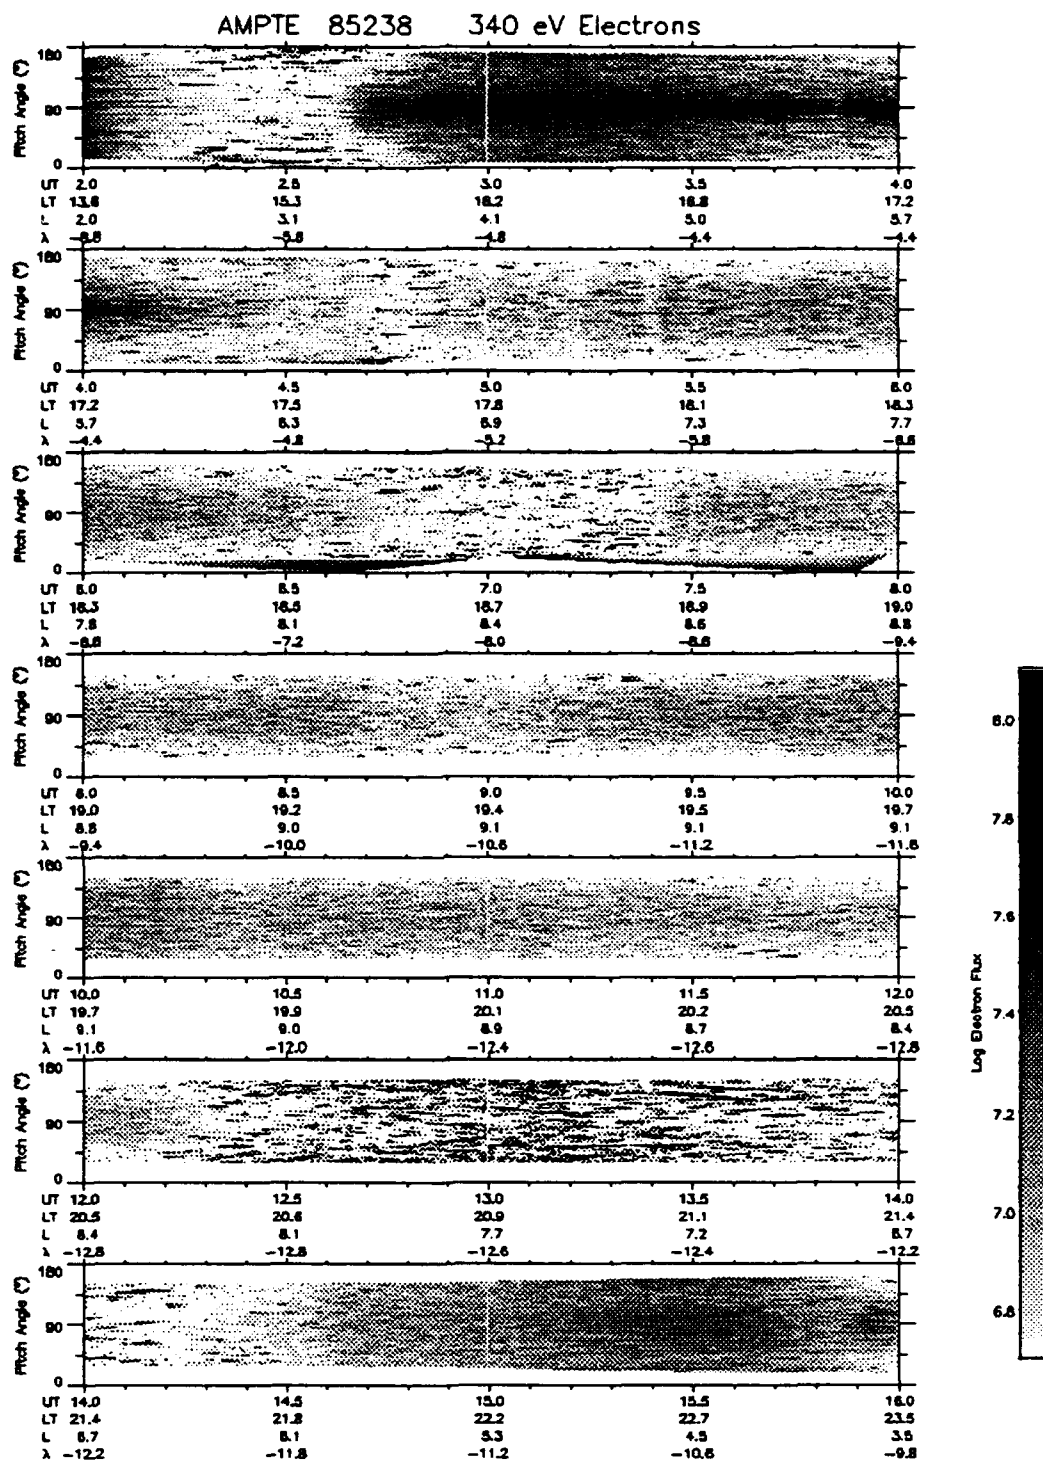 AMPTE 85238 340 eV Electrons
180
Pitch Angle (°)
90
0
UT 2.0 2.5 3.0 3.5 4.0
LT 13.8 15.3 16.2 16.8 17.2
L 2.0 3.1 4.1 5.0 5.7
λ -5.8 -4.8 -4.4 -4.4
180
Pitch Angle (°)
90
0
UT 4.0 4.5 5.0 5.5 6.0
LT 17.2 17.5 17.8 18.1 18.3
L 5.7 6.3 6.9 7.3 7.7
λ -4.4 -4.8 -5.2 -5.8 -6.6
180
Pitch Angle (°)
90
0
UT 6.0 6.5 7.0 7.5 8.0
LT 18.3 18.5 18.7 18.9 19.0
L 7.8 8.1 8.4 8.6 8.8
λ -6.6 -7.2 -8.0 -8.8 -9.4
180
Pitch Angle (°)
90
0
UT 8.0 8.5 9.0 9.5 10.0
LT 19.0 19.2 19.4 19.5 19.7
L 8.8 9.0 9.1 9.1 9.1
λ -9.4 -10.0 -10.6 -11.2 -11.6
180
Pitch Angle (°)
90
0
UT 10.0 10.5 11.0 11.5 12.0
LT 19.7 19.9 20.1 20.2 20.5
L 9.1 9.0 8.9 8.7 8.4
λ -11.6 -12.0 -12.4 -12.6 -12.8
180
Pitch Angle (°)
90
0
UT 12.0 12.5 13.0 13.5 14.0
LT 20.5 20.6 20.9 21.1 21.4
L 8.4 8.1 7.7 7.2 6.7
λ -12.8 -12.8 -12.6 -12.4 -12.2
180
Pitch Angle (°)
90
0
UT 14.0 14.5 15.0 15.5 16.0
LT 21.4 21.8 22.2 22.7 23.5
L 6.7 6.1 5.3 4.5 3.5
λ -12.2 -11.8 -11.2 -10.6 -9.8
Log Electron Flux
8.0
7.8
7.6
7.4
7.2
7.0
6.8